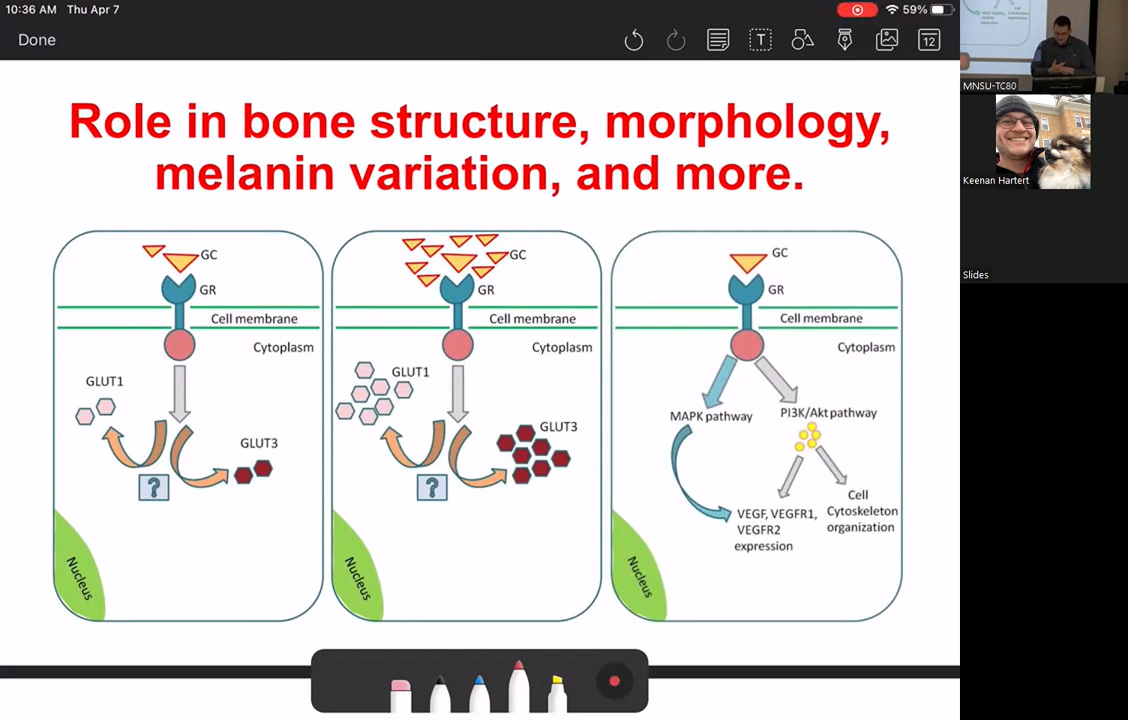 10:36 AM Thu Apr 7
59%
Done
T
12
Role in bone structure, morphology,
melanin variation, and more.
GC
GR
Cell membrane
Cytoplasm
GLUT1
GLUT3
?
Nucleus
GC
GR
Cell membrane
Cytoplasm
GLUT1
GLUT3
?
Nucleus
GC
GR
Cell membrane
Cytoplasm
MAPK pathway
PI3K/Akt pathway
VEGF, VEGFR1,
VEGFR2
expression
Cell
Cytoskeleton
organization
Nucleus
MNSU-TC80
Keenan Hartert
Slides